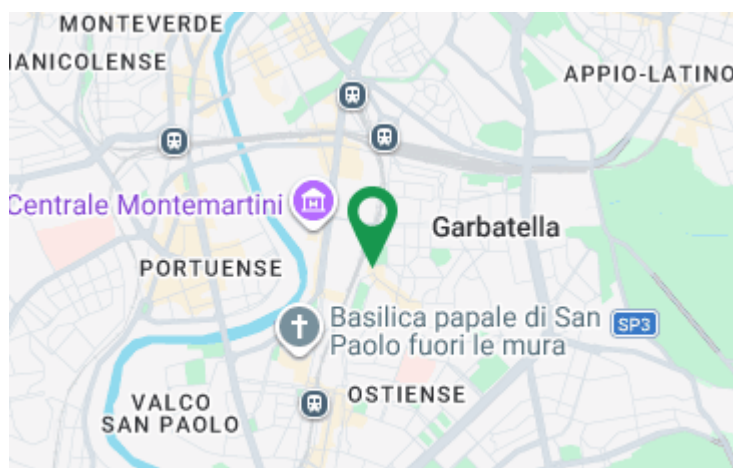 MONTEVERDE
IANICOLENSE
APPIO-LATINO
Centrale Montemartini
Garbatella
PORTUENSE
Basilica papale di San
Paolo fuori le mura
SP3
OSTIENSE
VALCO
SAN PAOLO